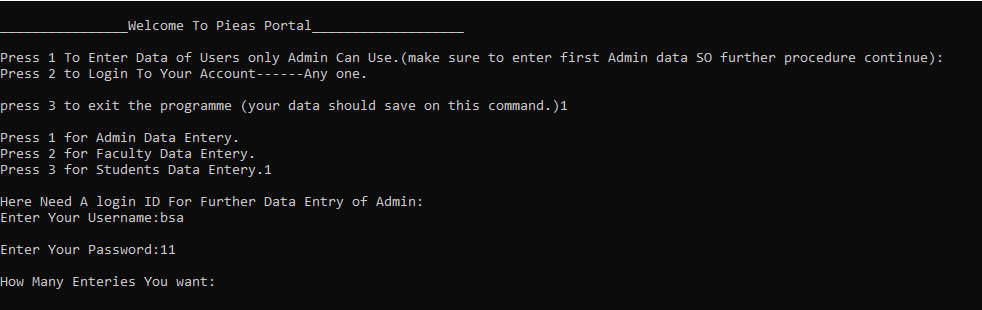 ________________Welcome To Pieas Portal___________________
Press 1 To Enter Data of Users only Admin Can Use.(make sure to enter first Admin data SO further procedure continue):
Press 2 to Login To Your Account------Any one.
press 3 to exit the programme (your data should save on this command.)1
Press 1 for Admin Data Entery.
Press 2 for Faculty Data Entery.
Press 3 for Students Data Entery.1
Here Need A login ID For Further Data Entry of Admin:
Enter Your Username:bsa
Enter Your Password:11
How Many Enteries You want: